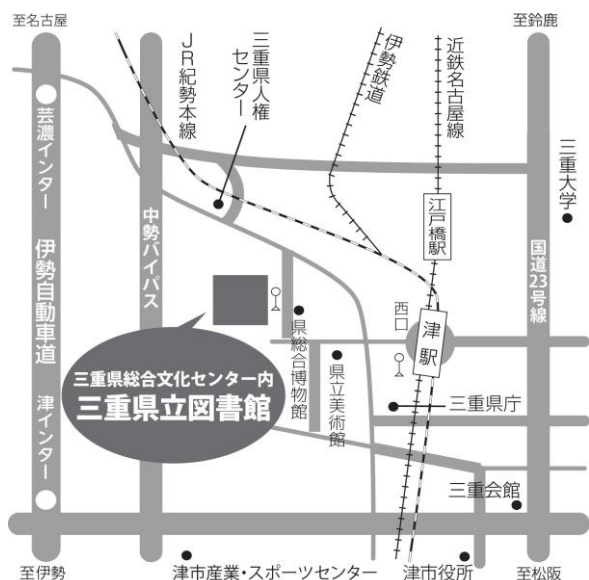 至名古屋
至鈴鹿
JR紀勢本線
三重県人権
センター
伊勢鉄道
近鉄名古屋線
芸濃インター
伊勢自動車道
津インター
中勢バイパス
江戸橋駅
三重大学
国道23号線
西口
津駅
県総合博物館
県立美術館
三重県総合文化センター内
三重県立図書館
三重県庁
三重会館
至伊勢
津市産業・スポーツセンター
津市役所
至松阪